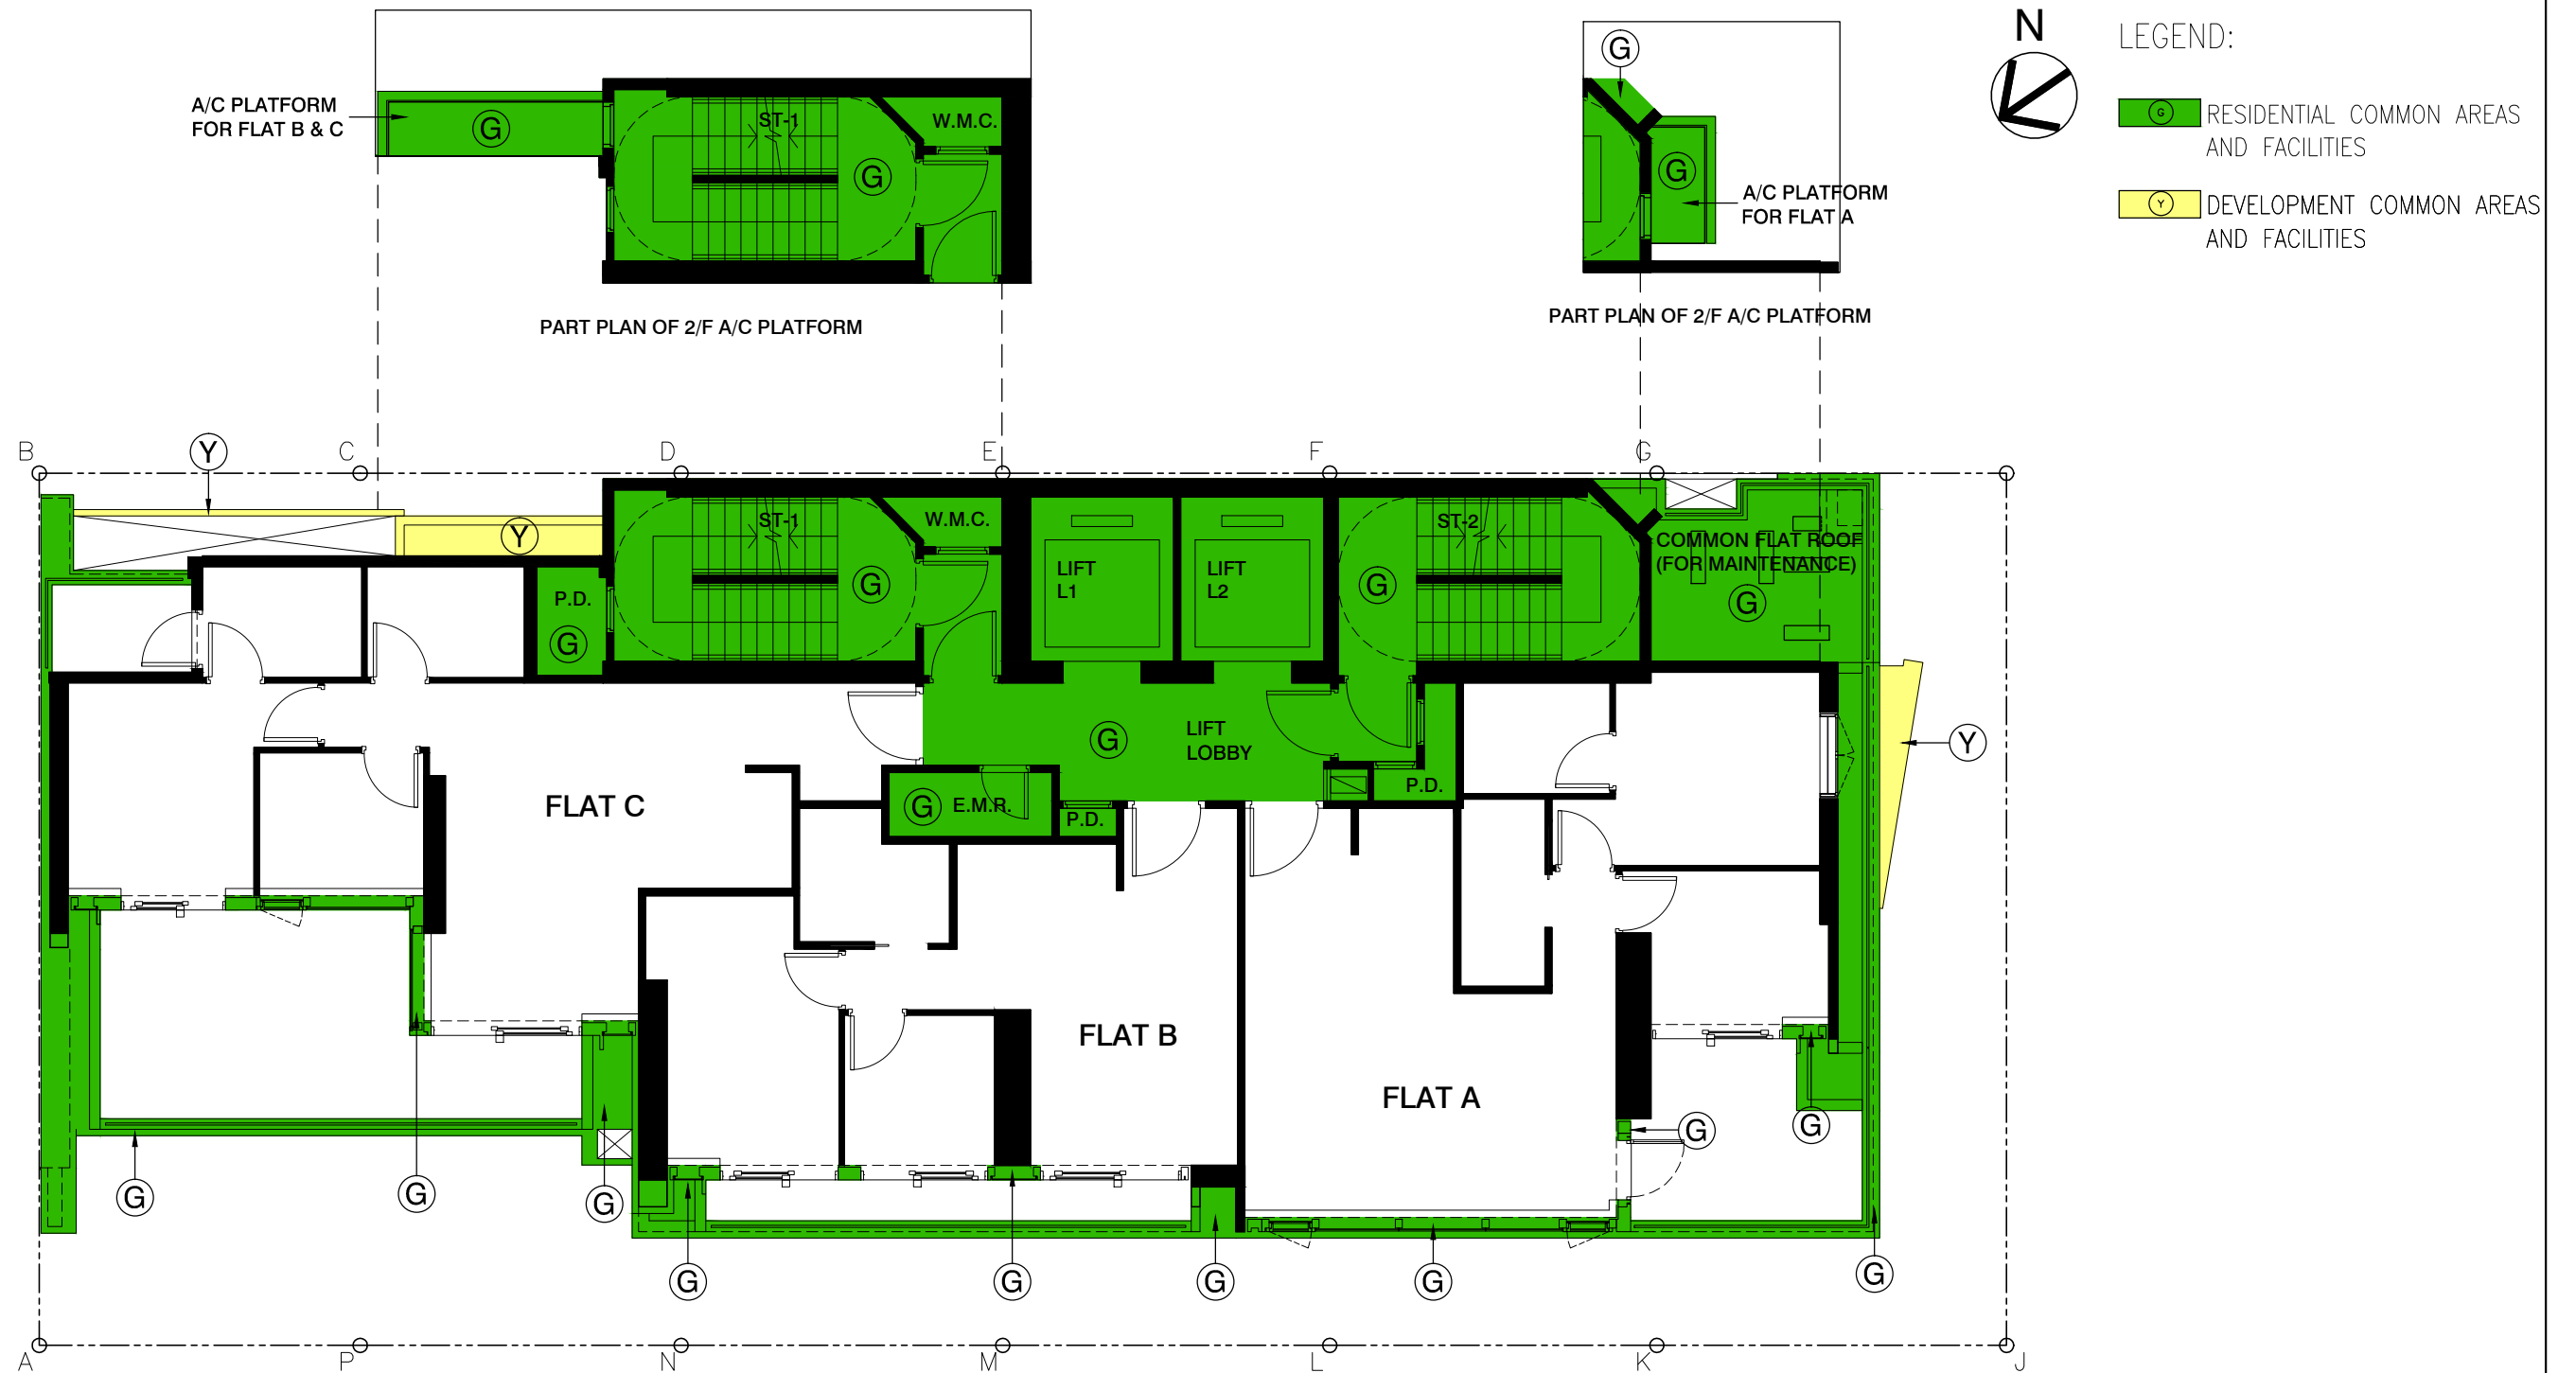 N
LEGEND:
G
RESIDENTIAL COMMON AREAS
AND FACILITIES
Y
DEVELOPMENT COMMON AREAS
AND FACILITIES
A/C PLATFORM
FOR FLAT B & C
G
ST-1
G
W.M.C.
PART PLAN OF 2/F A/C PLATFORM
G
G
A/C PLATFORM
FOR FLAT A
PART PLAN OF 2/F A/C PLATFORM
B
C
D
E
F
G
Y
Y
P.D.
G
ST-1
G
W.M.C.
LIFT
L1
LIFT
L2
ST-2
G
COMMON FLAT ROOF
(FOR MAINTENANCE)
G
G
LIFT
LOBBY
Y
P.D.
G
E.M.R.
P.D.
FLAT C
FLAT B
FLAT A
G
G
G
G
G
G
G
G
G
G
A
P
N
M
L
K
J